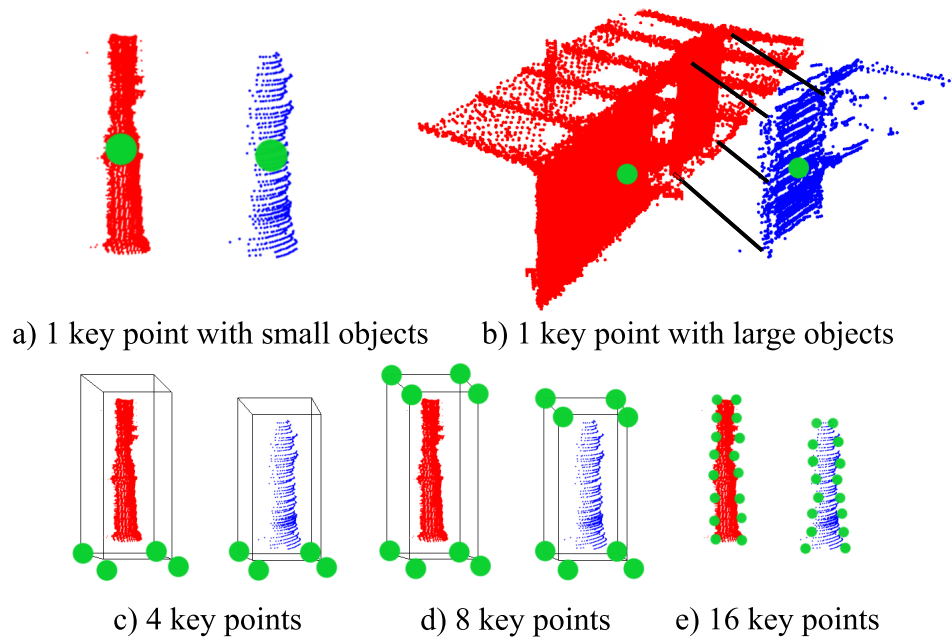 a) 1 key point with small objects
b) 1 key point with large objects
c) 4 key points
d) 8 key points
e) 16 key points